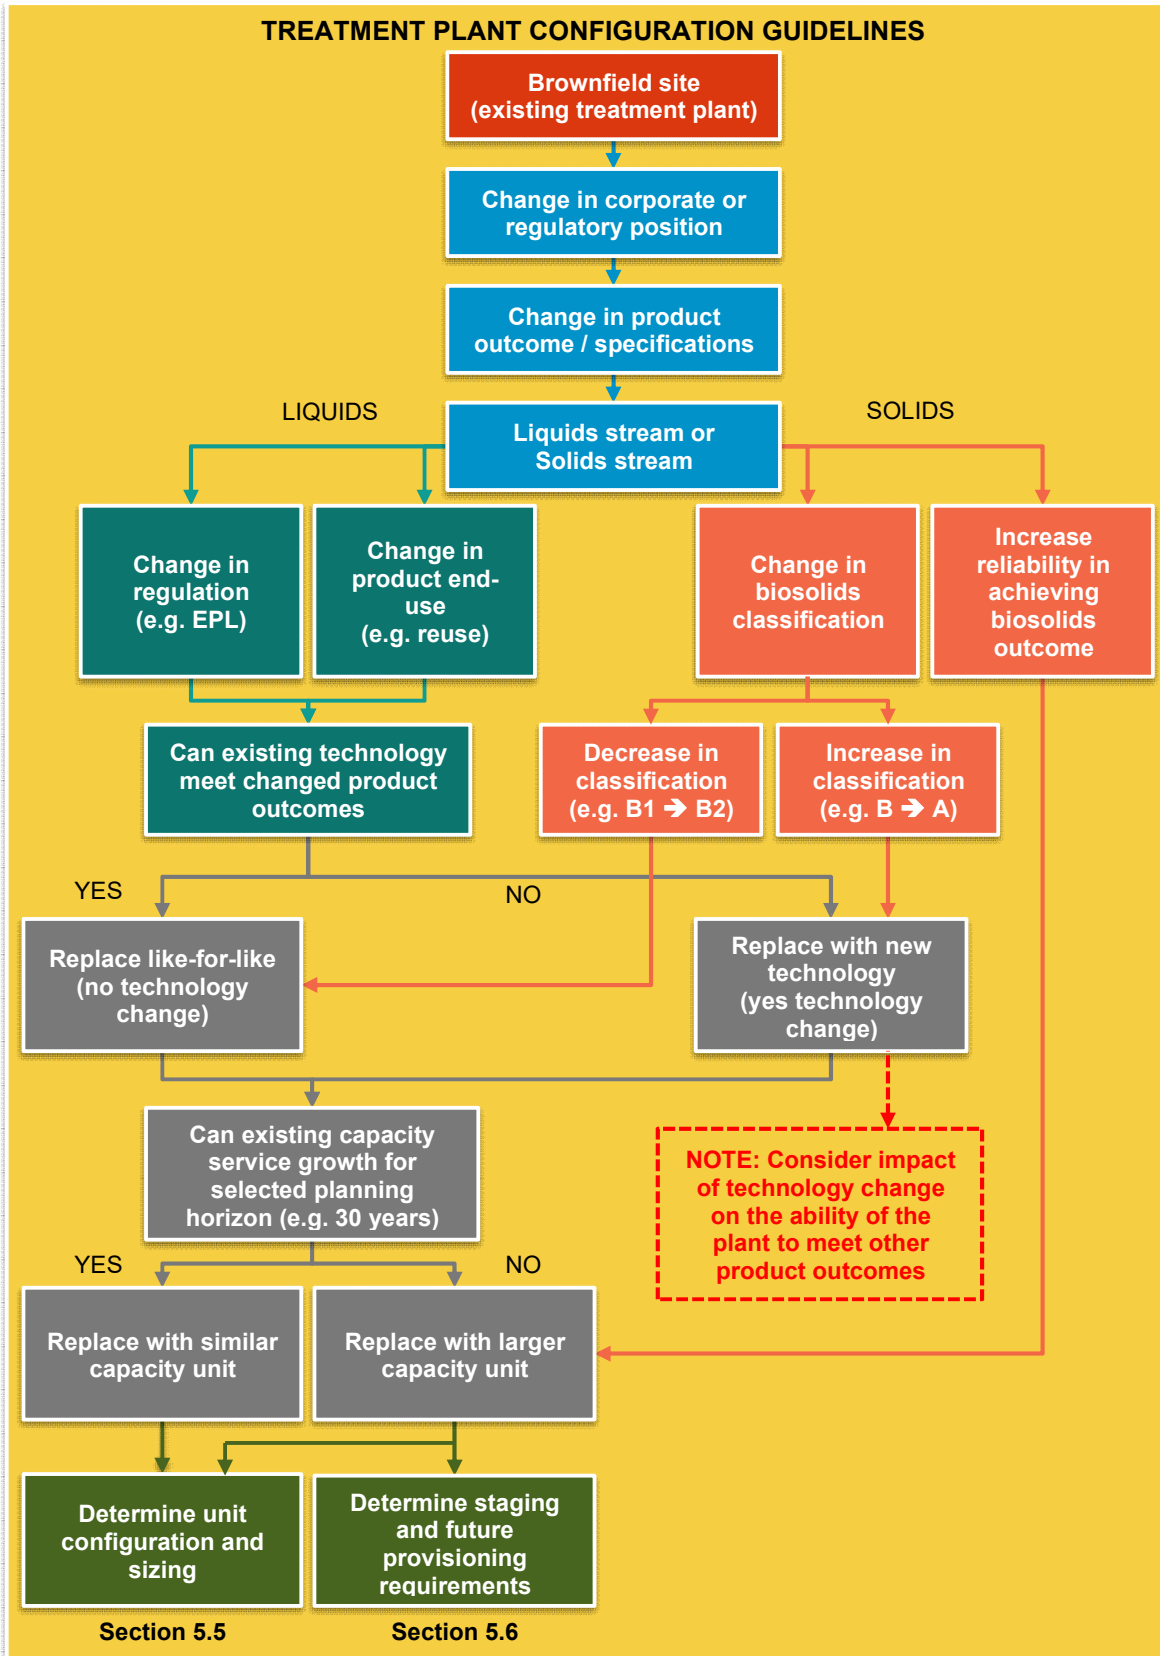 TREATMENT PLANT CONFIGURATION GUIDELINES
Brownfield site
(existing treatment plant)
Change in corporate or
regulatory position
Change in product
outcome / specifications
LIQUIDS
SOLIDS
Liquids stream or
Solids stream
Change in
regulation
(e.g. EPL)
Change in
product end-
use
(e.g. reuse)
Change in
biosolids
classification
Increase
reliability in
achieving
biosolids
outcome
Can existing technology
meet changed product
outcomes
Decrease in
classification
(e.g. B1 ➔ B2)
Increase in
classification
(e.g. B ➔ A)
YES
NO
Replace like-for-like
(no technology
change)
Replace with new
technology
(yes technology
change)
Can existing capacity
service growth for
selected planning
horizon (e.g. 30 years)
NOTE: Consider impact
of technology change
on the ability of the
plant to meet other
product outcomes
YES
NO
Replace with similar
capacity unit
Replace with larger
capacity unit
Determine unit
configuration and
sizing
Determine staging
and future
provisioning
requirements
Section 5.5
Section 5.6